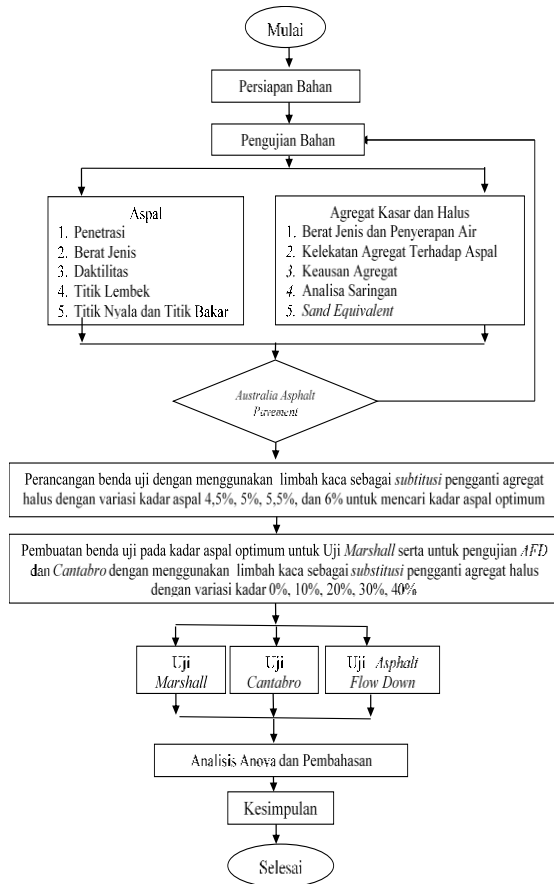 Mulai
Persiapan Bahan
Pengujian Bahan
Aspal
1. Penetrasi
2. Berat Jenis
3. Daktilitas
4. Titik Lembek
5. Titik Nyala dan Titik Bakar
Agregat Kasar dan Halus
1. Berat Jenis dan Penyerapan Air
2. Kelekatan Agregat Terhadap Aspal
3. Keausan Agregat
4. Analisa Saringan
5. Sand Equivalent
Australia Asphalt
Pavement
Perancangan benda uji dengan menggunakan limbah kaca sebagai subtitusi pengganti agregat
halus dengan variasi kadar aspal 4,5%, 5%, 5,5%, dan 6% untuk mencari kadar aspal optimum
Pembuatan benda uji pada kadar aspal optimum untuk Uji Marshall serta untuk pengujian AFD
dan Cantabro dengan menggunakan limbah kaca sebagai substitusi pengganti agregat halus
dengan variasi kadar 0%, 10%, 20%, 30%, 40%
Uji
Marshall
Uji
Cantabro
Uji Asphalt
Flow Down
Analisis Anova dan Pembahasan
Kesimpulan
Selesai